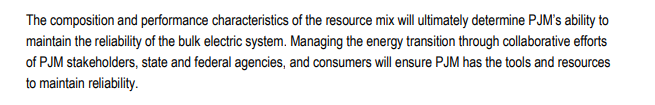 The composition and performance characteristics of the resource mix will ultimately determine PJM's ability to
maintain the reliability of the bulk electric system. Managing the energy transition through collaborative efforts
of PJM stakeholders, state and federal agencies, and consumers will ensure PJM has the tools and resources
to maintain reliability.